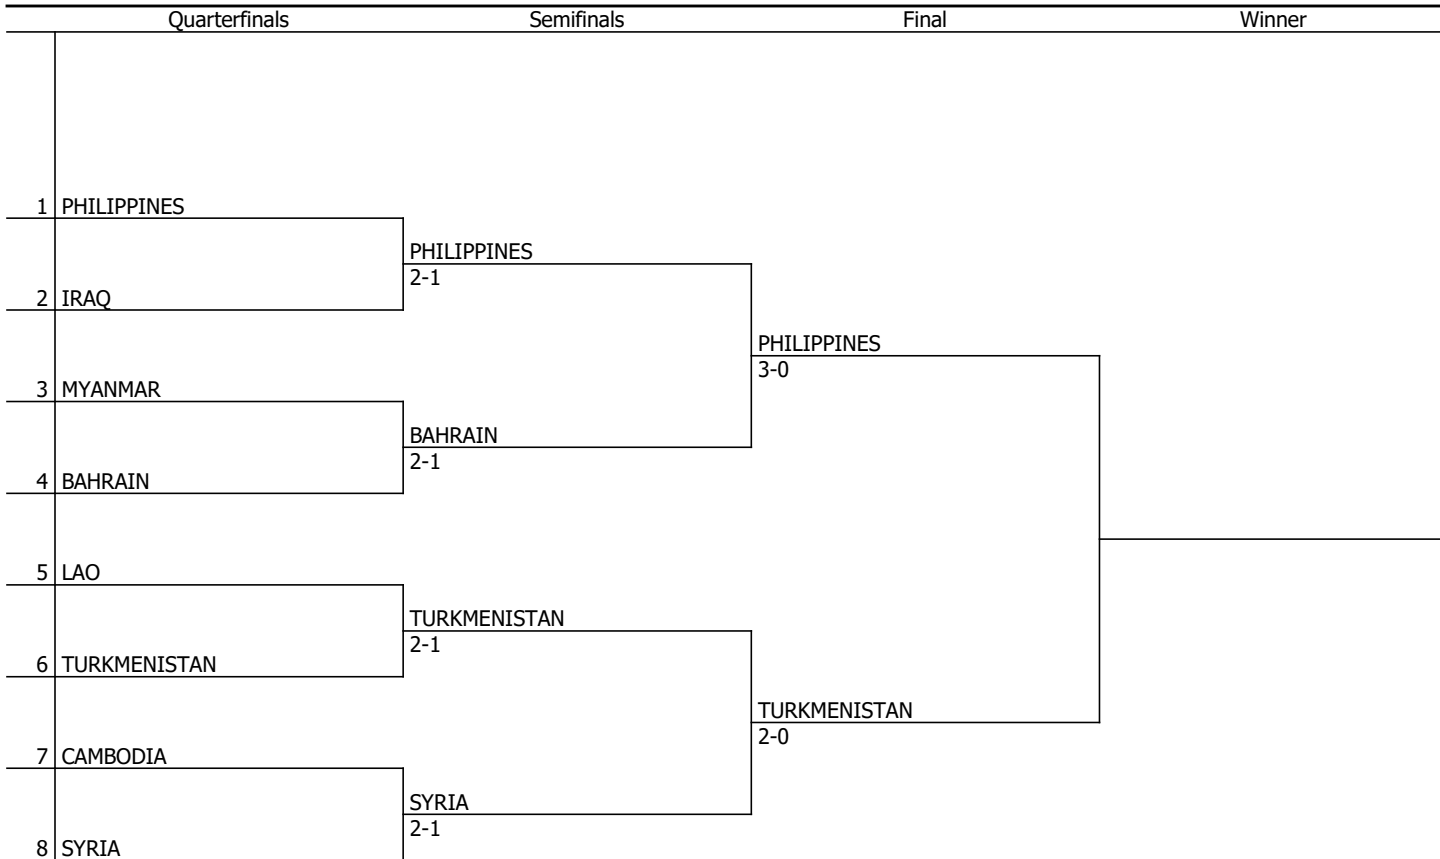 Quarterfinals Semifinals Final Winner
1 PHILIPPINES
PHILIPPINES
2-1
2 IRAQ
PHILIPPINES
3-0
3 MYANMAR
BAHRAIN
2-1
4 BAHRAIN
5 LAO
TURKMENISTAN
2-1
6 TURKMENISTAN
TURKMENISTAN
2-0
7 CAMBODIA
SYRIA
2-1
8 SYRIA